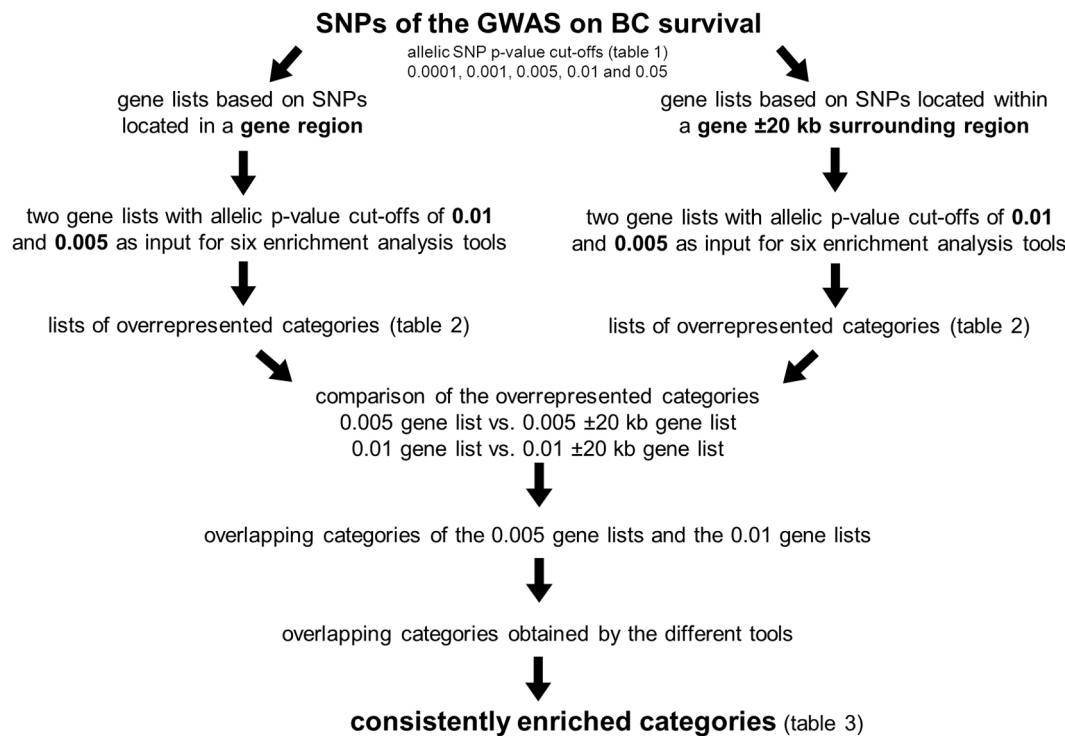 SNPs of the GWAS on BC survival
allelic SNP p-value cut-offs (table 1)
0.0001, 0.001, 0.005, 0.01 and 0.05
gene lists based on SNPs
located in a gene region
gene lists based on SNPs located within
a gene ±20 kb surrounding region
two gene lists with allelic p-value cut-offs of 0.01
and 0.005 as input for six enrichment analysis tools
two gene lists with allelic p-value cut-offs of 0.01
and 0.005 as input for six enrichment analysis tools
lists of overrepresented categories (table 2)
lists of overrepresented categories (table 2)
comparison of the overrepresented categories
0.005 gene list vs. 0.005 ±20 kb gene list
0.01 gene list vs. 0.01 ±20 kb gene list
overlapping categories of the 0.005 gene lists and the 0.01 gene lists
overlapping categories obtained by the different tools
consistently enriched categories (table 3)